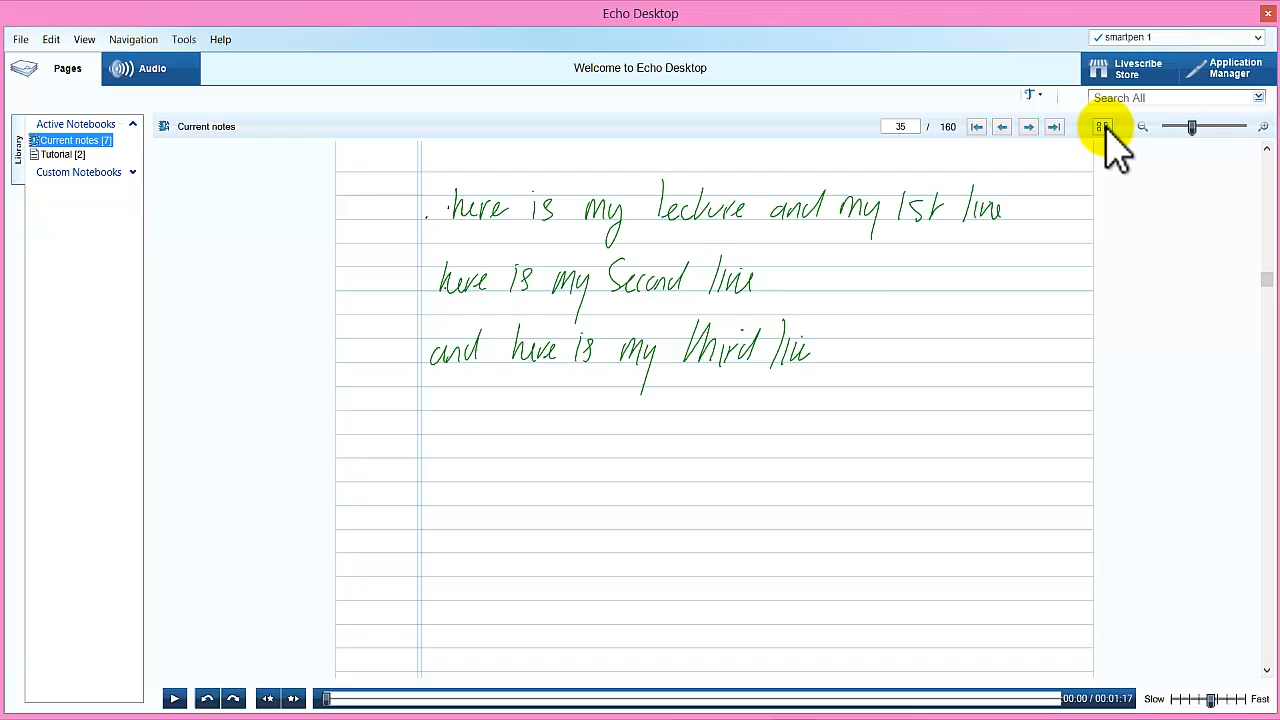 Echo Desktop
File Edit View Navigation Tools Help
smartpen 1
Pages Audio Welcome to Echo Desktop Livescribe Store Application Manager
Search All
Library
Active Notebooks
Current notes [7]
Tutorial [2]
Custom Notebooks
Current notes 35 / 160
here is my lecture and my 1st line
here is my second line
and here is my third line
00:00 / 00:01:17 Slow Fast